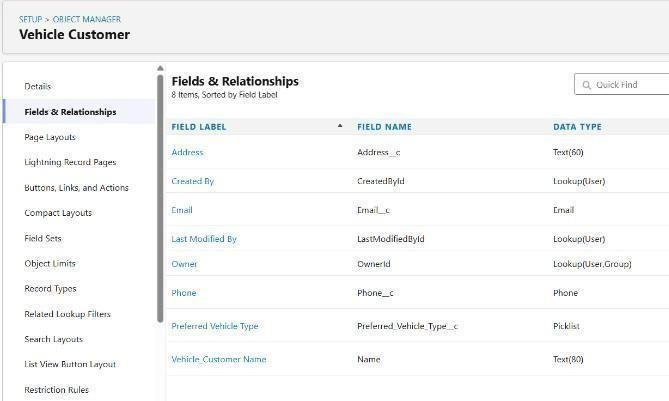 SETUP > OBJECT MANAGER
Vehicle Customer
Details
Fields & Relationships
Page Layouts
Lightning Record Pages
Buttons, Links, and Actions
Compact Layouts
Field Sets
Object Limits
Record Types
Related Lookup Filters
Search Layouts
List View Button Layout
Restriction Rules
Fields & Relationships
8 Items, Sorted by Field Label
Quick Find
FIELD LABEL FIELD NAME DATA TYPE
Address Address__c Text(60)
Created By CreatedById Lookup(User)
Email Email__c Email
Last Modified By LastModifiedById Lookup(User)
Owner OwnerId Lookup(User,Group)
Phone Phone__c Phone
Preferred Vehicle Type Preferred_Vehicle_Type__c Picklist
Vehicle_Customer Name Name Text(80)